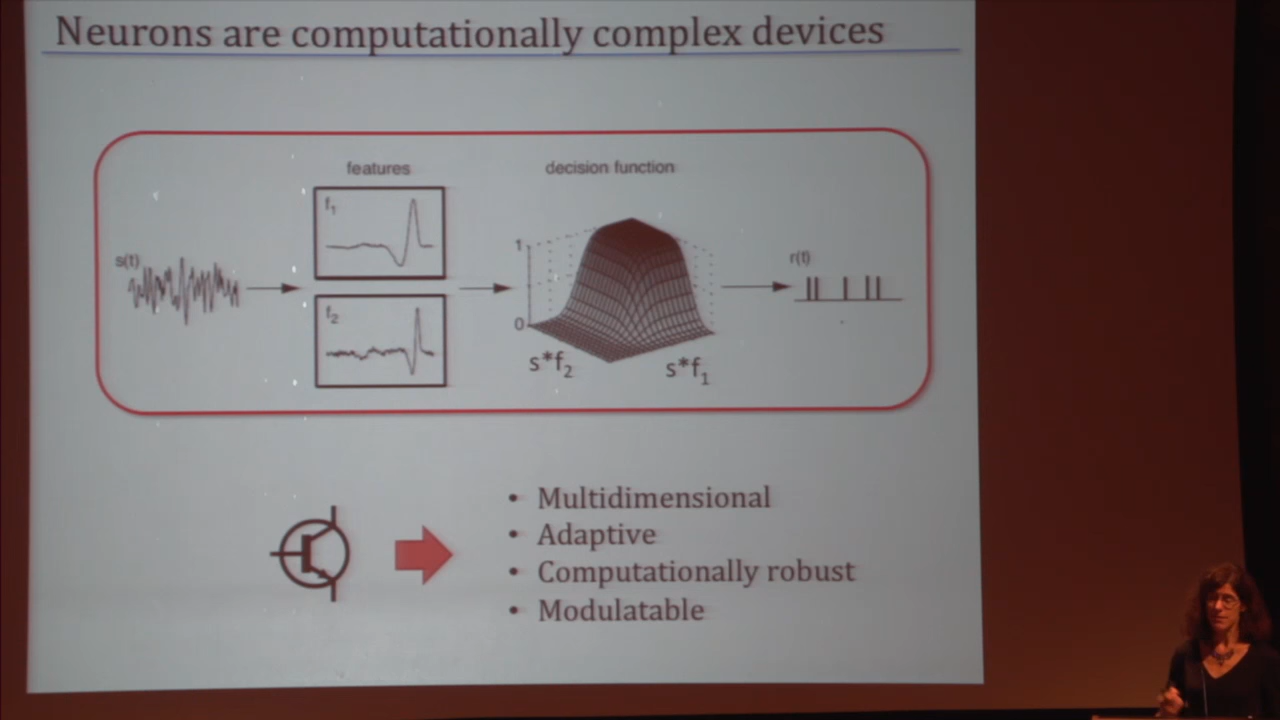 Neurons are computationally complex devices
features
decision function
s(t)
f₁
f₂
1
0
s*f₂
s*f₁
r(t)
• Multidimensional
• Adaptive
• Computationally robust
• Modulatable